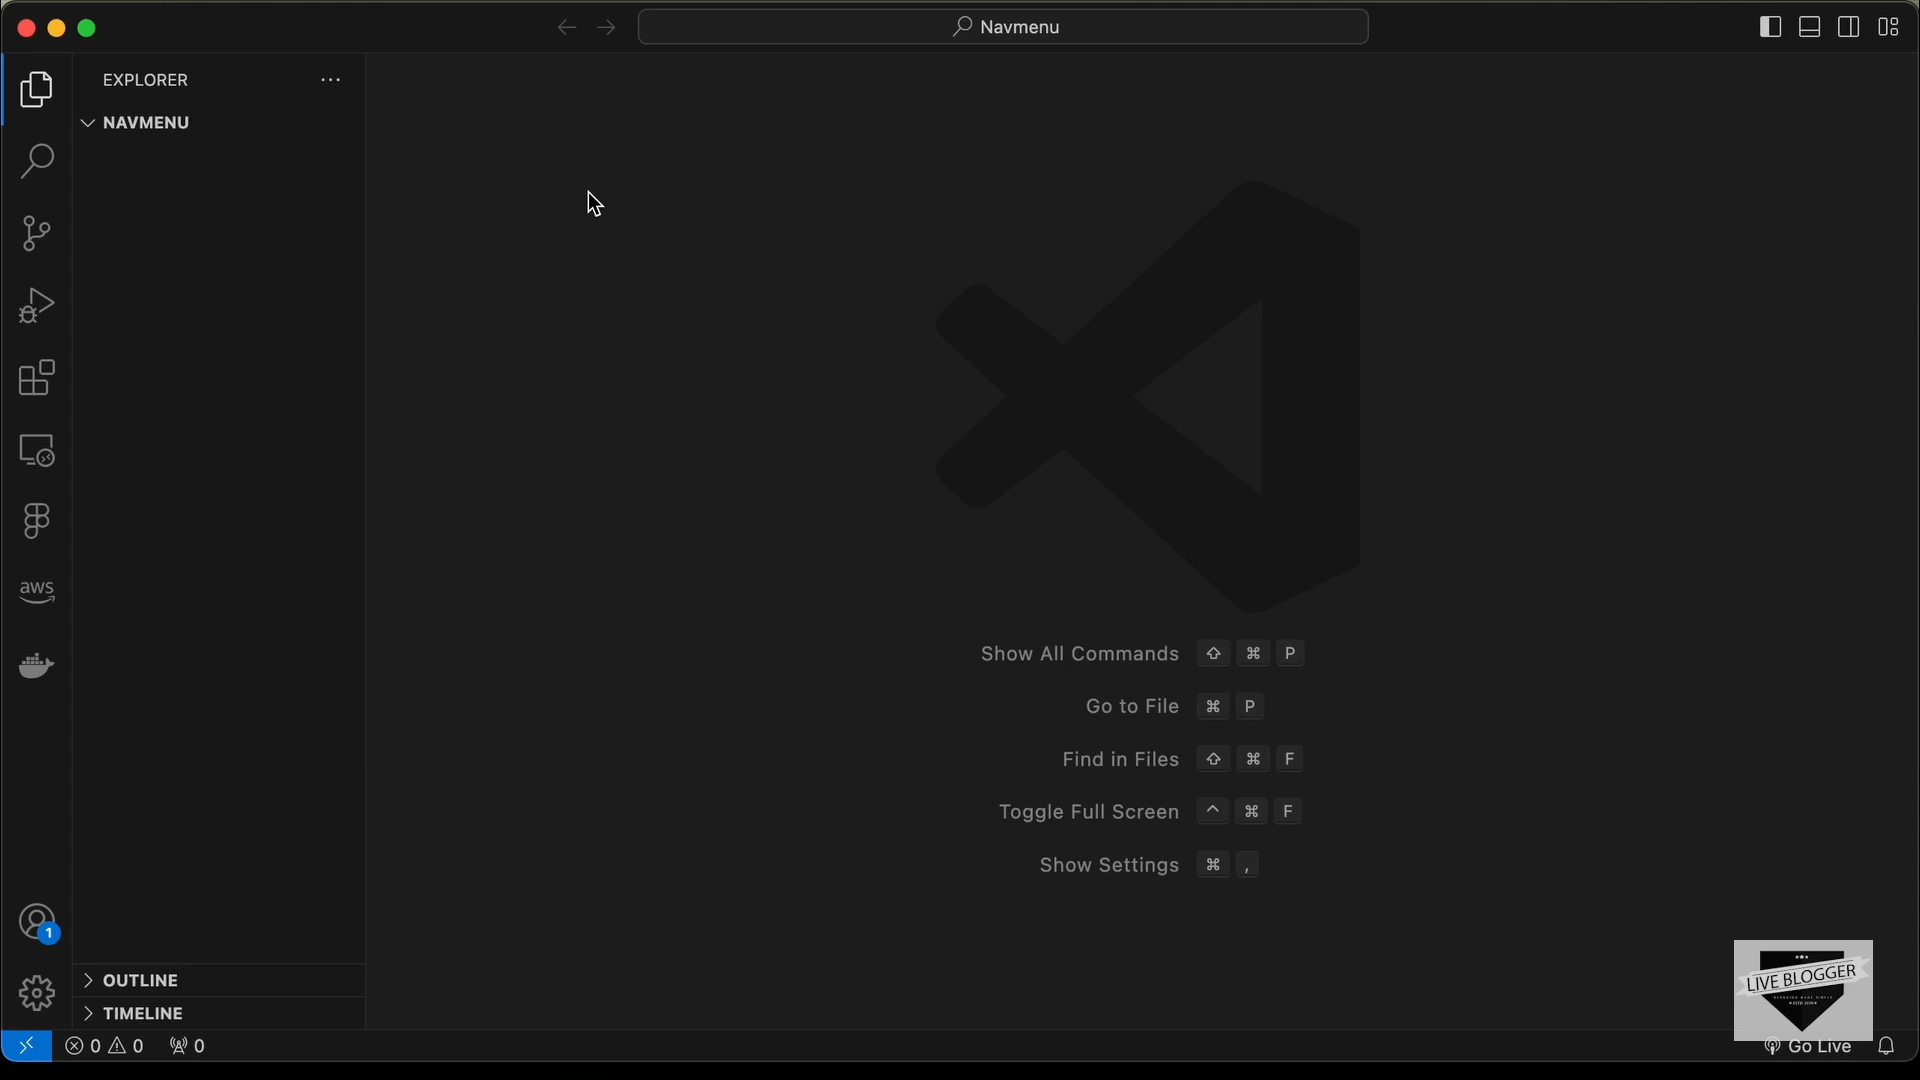 Navmenu
EXPLORER
NAVMENU
aws
Show All Commands ⇧ ⌘ P
Go to File ⌘ P
Find in Files ⇧ ⌘ F
Toggle Full Screen ^ ⌘ F
Show Settings ⌘ ,
1
OUTLINE
TIMELINE
LIVE BLOGGER
0 0 0
Go Live